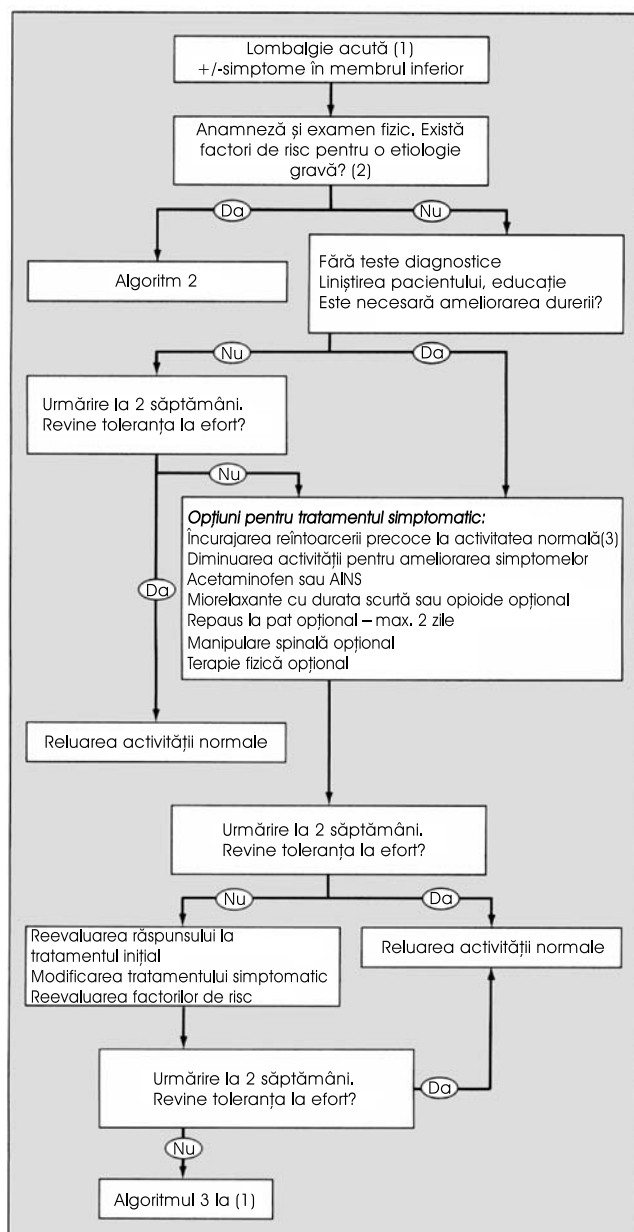 Lombalgie acută (1)
+/-simptome în membrul inferior
Anamneză și examen fizic. Există
factori de risc pentru o etiologie
gravă? (2)
Da
Nu
Algoritm 2
Fără teste diagnostice
Liniștirea pacientului, educație
Este necesară ameliorarea durerii?
Nu
Da
Urmărire la 2 săptămâni.
Revine toleranța la efort?
Nu
Opțiuni pentru tratamentul simptomatic:
Încurajarea reîntoarcerii precoce la activitatea normală(3)
Diminuarea activității pentru ameliorarea simptomelor
Acetaminofen sau AINS
Miorelaxante cu durata scurtă sau opioide opțional
Repaus la pat opțional – max. 2 zile
Manipulare spinală opțional
Terapie fizică opțional
Da
Reluarea activității normale
Urmărire la 2 săptămâni.
Revine toleranța la efort?
Nu
Da
Reevaluarea răspunsului la
tratamentul inițial
Modificarea tratamentului simptomatic
Reevaluarea factorilor de risc
Reluarea activității normale
Urmărire la 2 săptămâni.
Revine toleranța la efort?
Da
Nu
Algoritmul 3 la (1)